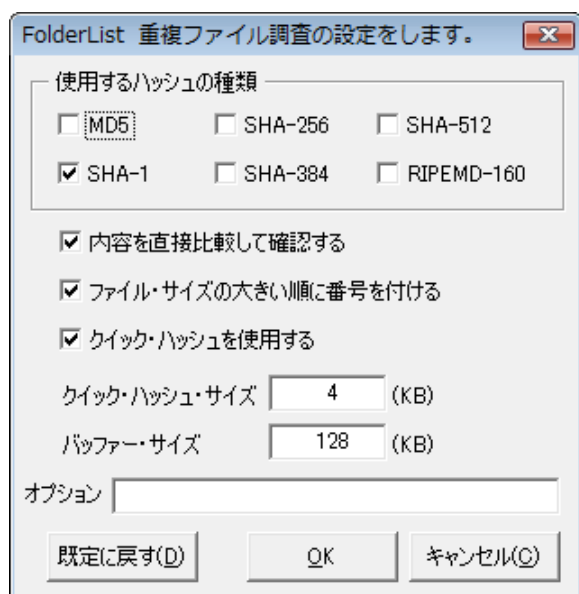 FolderList 重複ファイル調査の設定をします。
使用するハッシュの種類
MD5 SHA-256 SHA-512
SHA-1 SHA-384 RIPEMD-160
内容を直接比較して確認する
ファイル・サイズの大きい順に番号を付ける
クイック・ハッシュを使用する
クイック・ハッシュ・サイズ 4 (KB)
バッファー・サイズ 128 (KB)
オプション
既定に戻す(D) OK キャンセル(C)